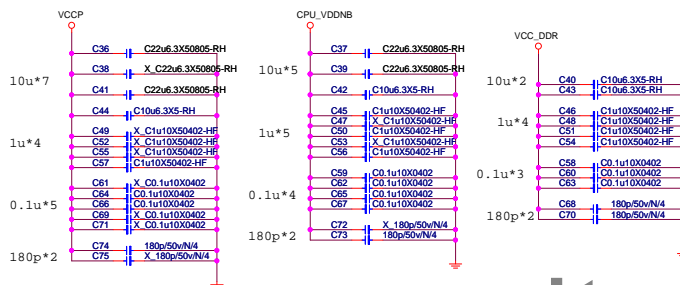 VCCP
C36 C22u6.3X50805-RH
10u*7
C38 X_C22u6.3X50805-RH
C41 C22u6.3X50805-RH
C44 C10u6.3X5-RH
1u*4
C49 X_C1u10X50402-HF
C52 X_C1u10X50402-HF
C55 X_C1u10X50402-HF
C57 C1u10X50402-HF
0.1u*5
C61 X_C0.1u10X0402
C64 C0.1u10X0402
C66 C0.1u10X0402
C69 X_C0.1u10X0402
C71 X_C0.1u10X0402
180p*2
C74 180p/50v/N/4
C75 X_180p/50v/N/4
CPU_VDDNB
C37 C22u6.3X50805-RH
10u*5
C39 C22u6.3X50805-RH
C42 C10u6.3X5-RH
1u*5
C45 C1u10X50402-HF
C47 X_C1u10X50402-HF
C50 C1u10X50402-HF
C53 X_C1u10X50402-HF
C56 C1u10X50402-HF
0.1u*4
C59 C0.1u10X0402
C62 C0.1u10X0402
C65 C0.1u10X0402
C67 C0.1u10X0402
180p*2
C72 X_180p/50v/N/4
C73 180p/50v/N/4
VCC_DDR
10u*2
C40 C10u6.3X5-RH
C43 C10u6.3X5-RH
1u*4
C46 C1u10X50402-HF
C48 C1u10X50402-HF
C51 C1u10X50402-HF
C54 C1u10X50402-HF
0.1u*3
C58 C0.1u10X0402
C60 C0.1u10X0402
C63 C0.1u10X0402
180p*2
C68 180p/50v/N/4
C70 180p/50v/N/4